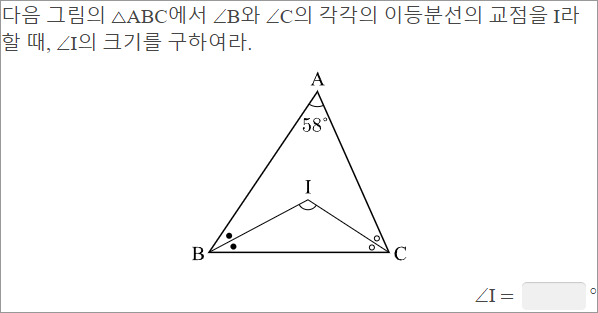 다음 그림의 △ABC에서 ∠B와 ∠C의 각각의 이등분선의 교점을 I라
할 때, ∠I의 크기를 구하여라.
A
58°
I
B
C
∠I = °